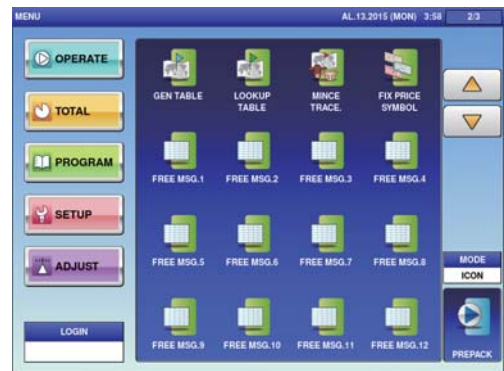 MENU AL.13.2015 (MON) 3:58 2/3
OPERATE
TOTAL
PROGRAM
SETUP
ADJUST
LOGIN
GEN TABLE LOOKUP TABLE MINCE TRACE. FIX PRICE SYMBOL
FREE MSG.1 FREE MSG.2 FREE MSG.3 FREE MSG.4
FREE MSG.5 FREE MSG.6 FREE MSG.7 FREE MSG.8
FREE MSG.9 FREE MSG.10 FREE MSG.11 FREE MSG.12
MODE
ICON
PREPACK